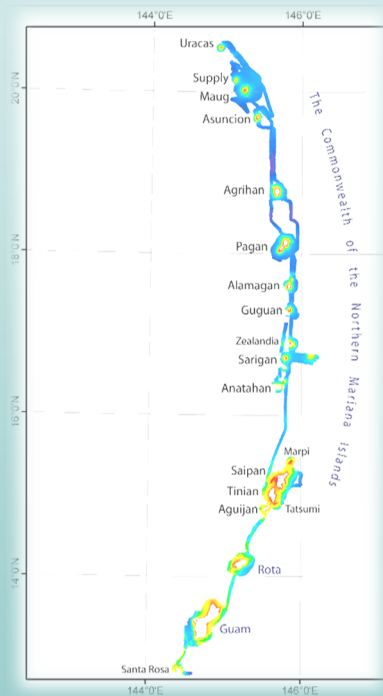 144°0'E 146°0'E
Uracas
20°0'N
Supply
Maug
Asuncion
The Commonwealth of the Northern Mariana Islands
Agrihan
18°0'N
Pagan
Alamagan
Guguan
Zealandia
Sarigan
Anatahan
16°0'N
Marpi
Saipan
Tinian
Aguijan Tatsumi
14°0'N
Rota
Guam
Santa Rosa
144°0'E 146°0'E